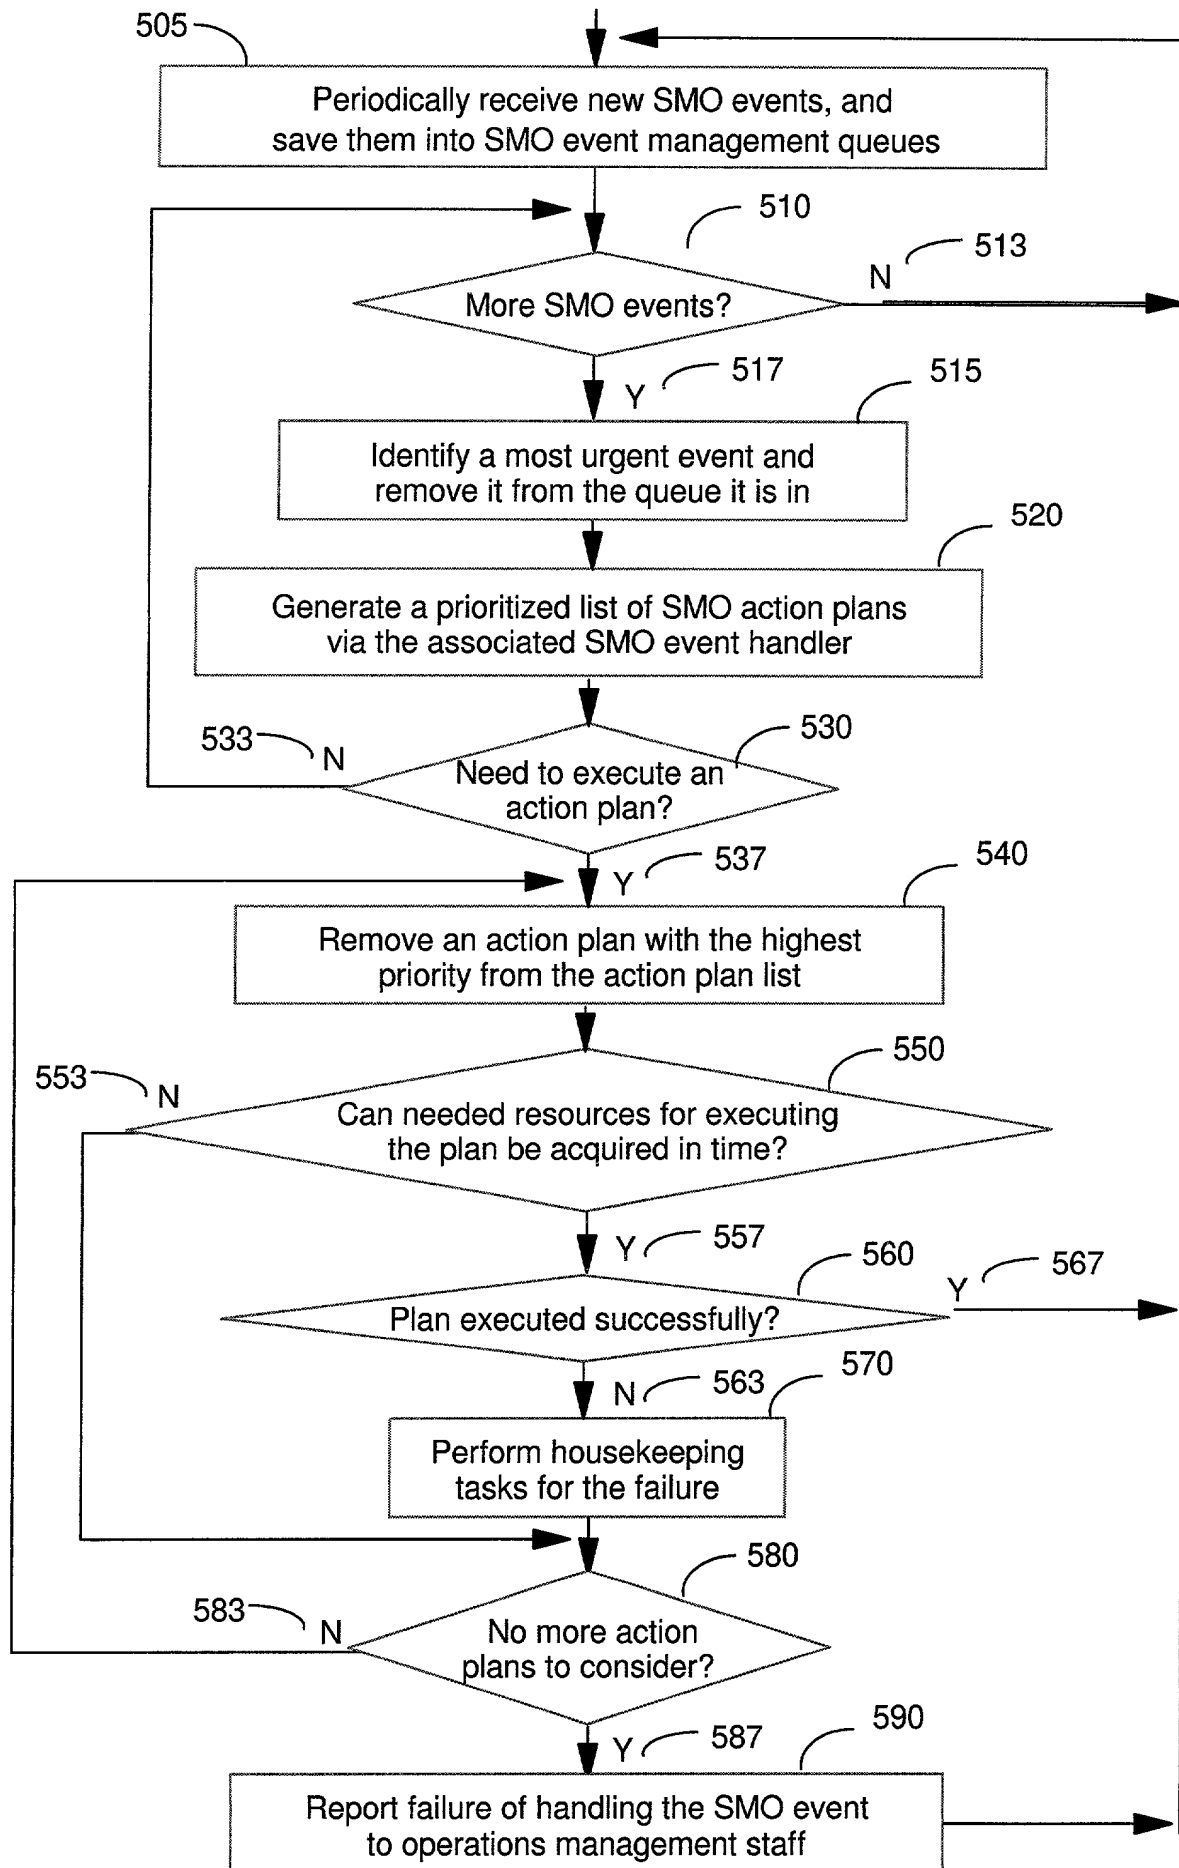 505
Periodically receive new SMO events, and
save them into SMO event management queues
510
513
N
More SMO events?
517
Y
515
Identify a most urgent event and
remove it from the queue it is in
520
Generate a prioritized list of SMO action plans
via the associated SMO event handler
533
N
530
Need to execute an
action plan?
537
Y
540
Remove an action plan with the highest
priority from the action plan list
550
553
N
Can needed resources for executing
the plan be acquired in time?
557
Y
560
567
Y
Plan executed successfully?
563
N
570
Perform housekeeping
tasks for the failure
580
583
N
No more action
plans to consider?
587
Y
590
Report failure of handling the SMO event
to operations management staff